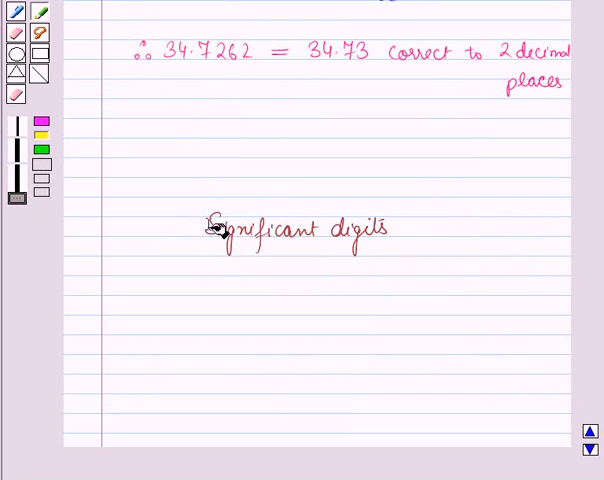 ∴ 34.7262 = 34.73 correct to 2 decimal
places
Significant digits